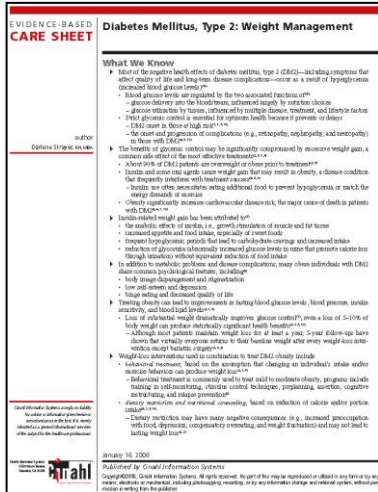 EVIDENCE-BASED
CARE SHEET
Diabetes Mellitus, Type 2: Weight Management
What We Know
Most of the negative health effects of diabetes mellitus, type 2 (DM2)—including symptoms that
affect quality of life and long-term disease complications—occur as a result of hyperglycemia
(increased blood glucose levels)
• Blood glucose levels are regulated by the two associated functions of
– glucose delivery into the bloodstream, influenced largely by nutrition choices
– glucose utilization by tissues, influenced by multiple disease, treatment, and lifestyle factors
• Strict glycemic control is essential for optimum health because it prevents or delays
– DM2 onset in those at high risk
– the onset and progression of complications (e.g., retinopathy, nephropathy, and neuropathy)
in those with DM2
author
Darlene Strayer,
The benefits of glycemic control may be significantly compromised by excessive weight gain, a
common side effect of the most effective treatments
• About 90% of DM2 patients are overweight or obese prior to treatment
• Insulin and some oral agents cause weight gain that may result in obesity, a disease condition
that frequently interferes with treatment success
– Insulin use often necessitates eating additional food to prevent hypoglycemia or match the
energy demands of exercise
• Obesity significantly increases cardiovascular disease risk, the major cause of death in patients
with DM2
Insulin-related weight gain has been attributed to
• the anabolic effects of insulin, i.e., growth stimulation of muscle and fat tissue
• increased appetite and food intake, especially of sweet foods
• frequent hypoglycemic periods that lead to carbohydrate cravings and increased intake
• reduction of glycosuria (abnormally increased glucose levels in urine that promote calorie loss
through urination) without equivalent reduction of food intake
In addition to metabolic problems and disease complications, many obese individuals with DM2
share common psychological features, including
• body image disparagement and stigmatization
• low self-esteem and depression
• binge eating and decreased quality of life
Treating obesity can lead to improvements in fasting blood glucose levels, blood pressure, insulin
sensitivity, and blood lipid levels
• Loss of substantial weight dramatically improves glucose control; even a loss of 5–10% of
body weight can produce statistically significant health benefits
– Although most patients maintain weight loss for at least a year, 5-year follow-ups have
shown that virtually everyone returns to their baseline weight after every weight-loss inter-
vention except bariatric surgery
Weight-loss interventions used in combination to treat DM2 obesity include
• behavioral treatment, based on the assumption that changing an individual's intake and/or
exercise behavior can produce weight loss
– Behavioral treatment is commonly used to treat mild to moderate obesity; programs include
training in self-monitoring, stimulus control techniques, preplanning, assertion, cognitive
restructuring, and relapse prevention
• dietary restriction and nutritional counseling, based on reduction of calorie and/or portion
intake
– Dietary restriction may have many negative consequences (e.g., increased preoccupation
with food, depression, compensatory overeating, and weight fluctuation) and may not lead to
lasting weight loss
January 16, 2006
Cinahl
Published by Cinahl Information Systems